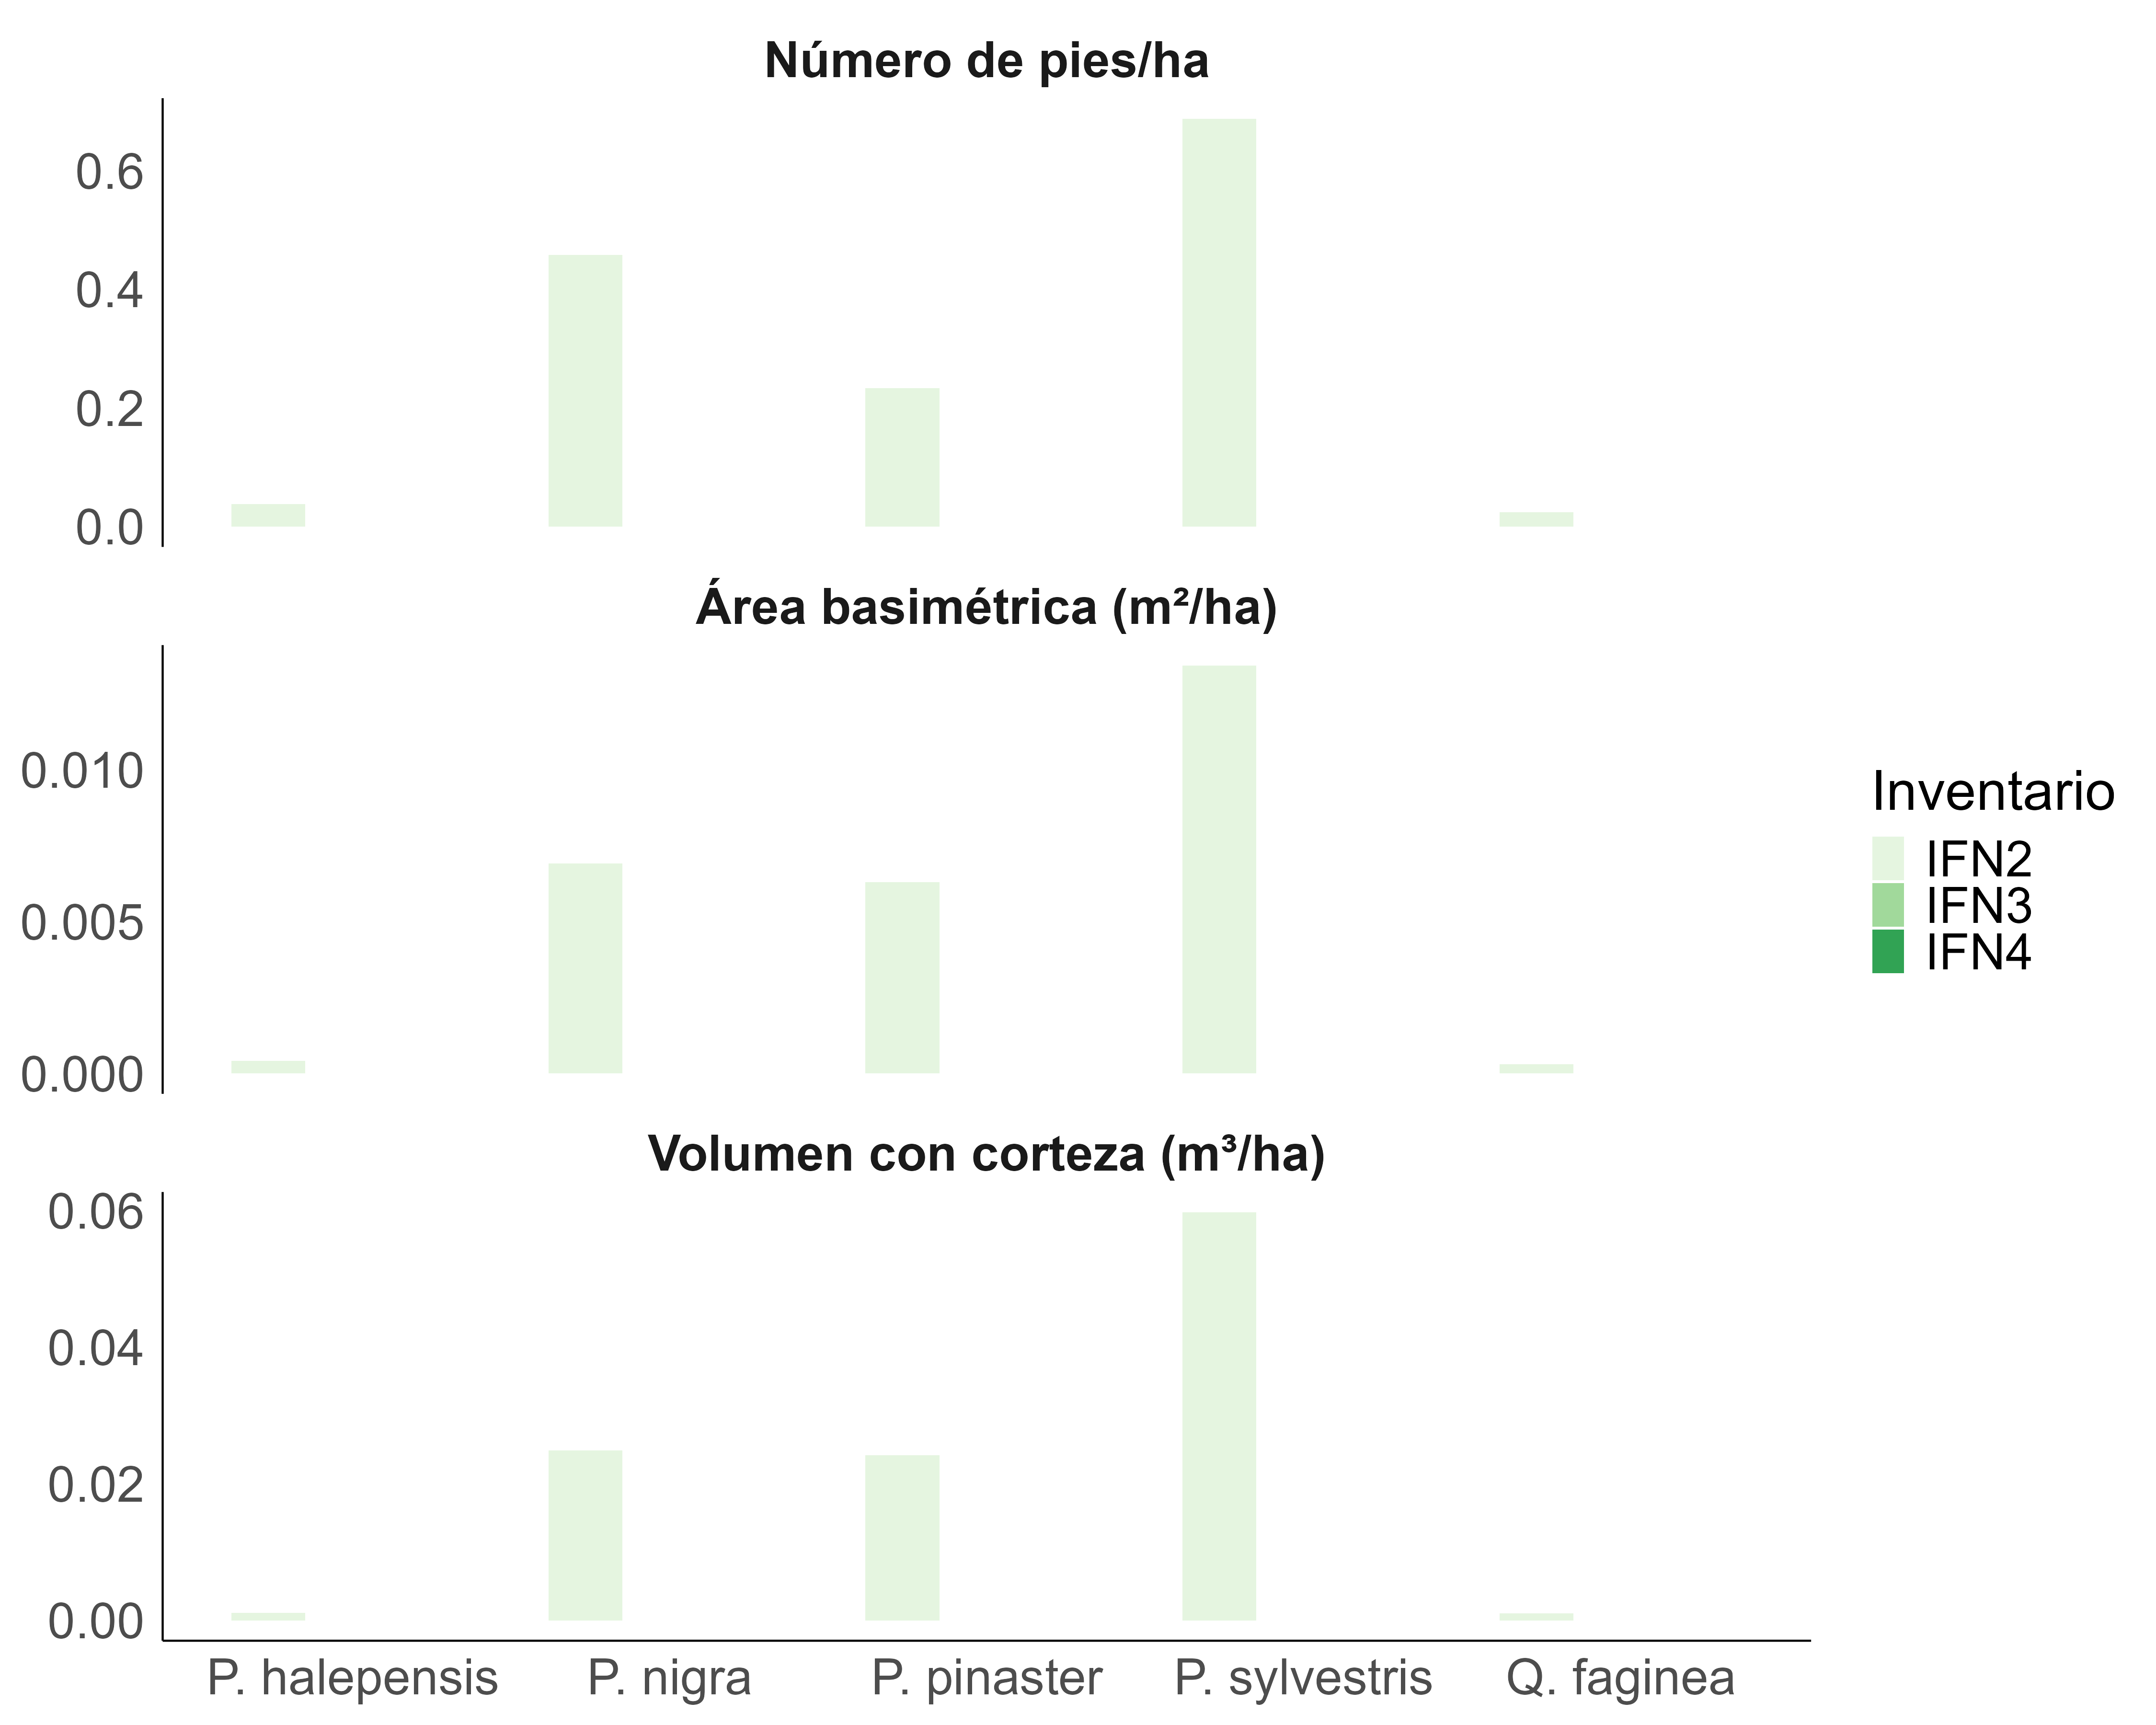 Número de pies/ha
0.6
0.4
0.2
0.0
Área basimétrica (m²/ha)
0.010
0.005
0.000
Volumen con corteza (m³/ha)
0.06
0.04
0.02
0.00
P. halepensis P. nigra P. pinaster P. sylvestris Q. faginea
Inventario
IFN2
IFN3
IFN4